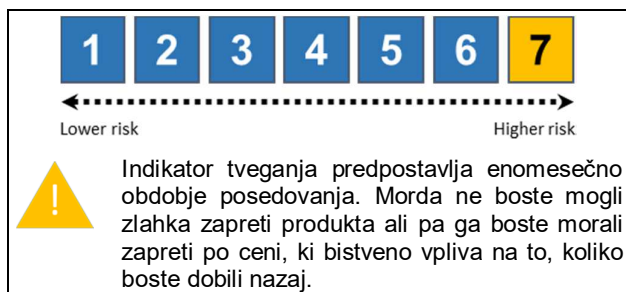 1 2 3 4 5 6 7
Lower risk Higher risk
!
Indikator tveganja predpostavlja enomesečno
obdobje posedovanja. Morda ne boste mogli
zlahka zapreti produkta ali pa ga boste morali
zapreti po ceni, ki bistveno vpliva na to, koliko
boste dobili nazaj.